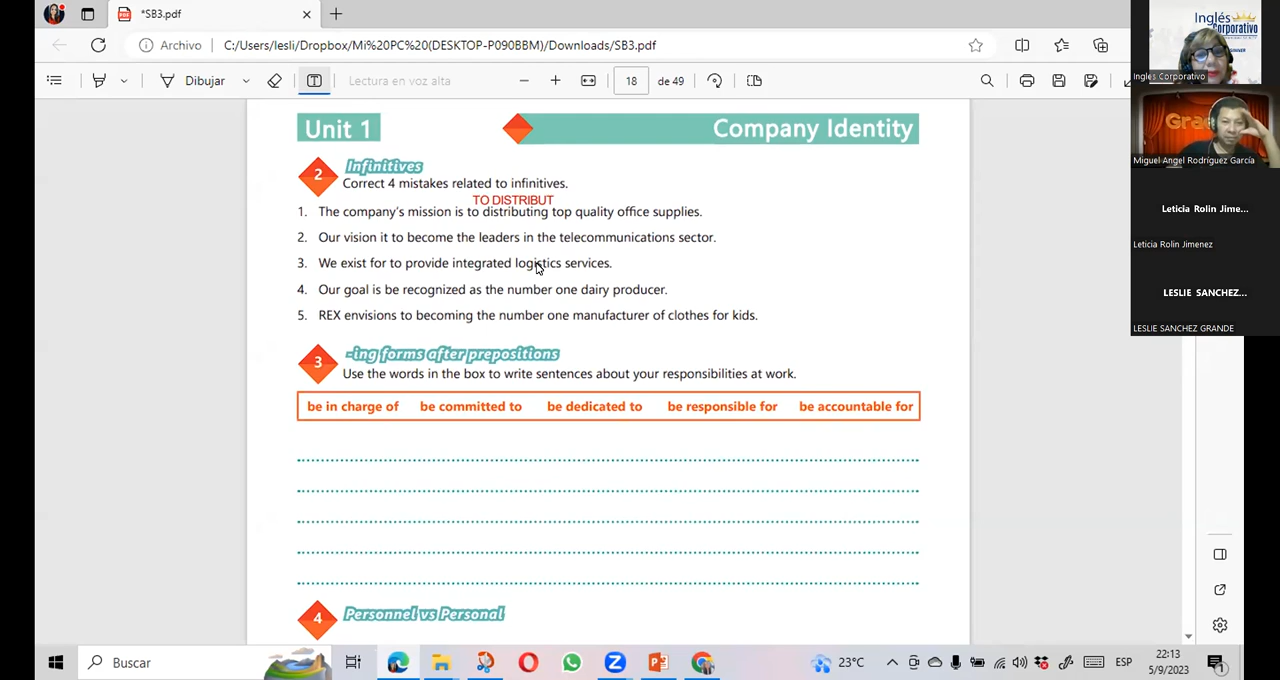 *SB3.pdf
Archivo
C:/Users/lesli/Dropbox/Mi%20PC%20(DESKTOP-P090BBM)/Downloads/SB3.pdf
Dibujar
Lectura en voz alta
18
de 49
Inglés
Corporativo
Ingles Corporativo
Miguel Angel Rodríguez García
Leticia Rolin Jime...
Leticia Rolin Jimenez
LESLIE SANCHEZ...
LESLIE SANCHEZ GRANDE
Unit 1
Company Identity
2
Infinitives
Correct 4 mistakes related to infinitives.
TO DISTRIBUT
1. The company's mission is to distributing top quality office supplies.
2. Our vision it to become the leaders in the telecommunications sector.
3. We exist for to provide integrated logistics services.
4. Our goal is be recognized as the number one dairy producer.
5. REX envisions to becoming the number one manufacturer of clothes for kids.
3
-ing forms after prepositions
Use the words in the box to write sentences about your responsibilities at work.
be in charge of be committed to be dedicated to be responsible for be accountable for
4
Personnel vs Personal
Buscar
23°C
ESP
22:13
5/9/2023